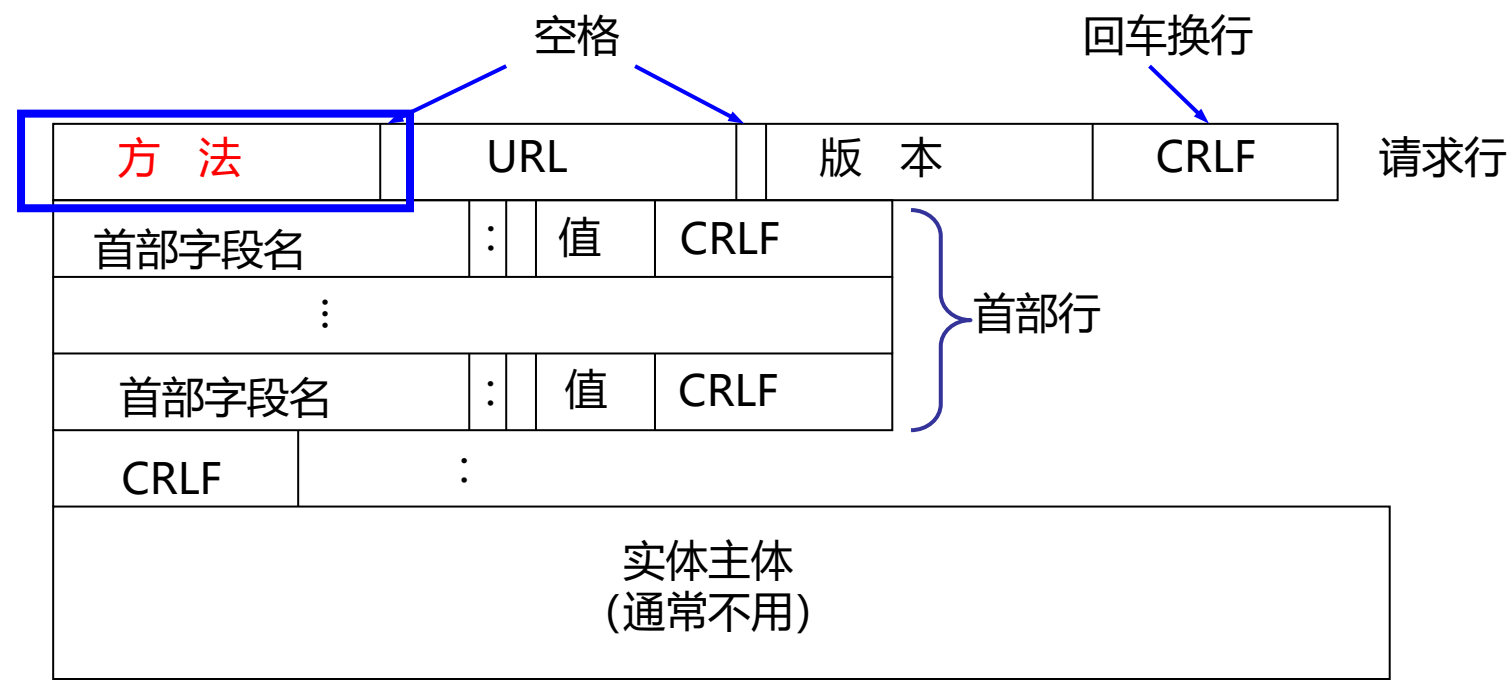 空格 回车换行
方 法 URL 版 本 CRLF 请求行
首部字段名 : 值 CRLF
⋮ 首部行
首部字段名 : 值 CRLF
CRLF :
实体主体
(通常不用)